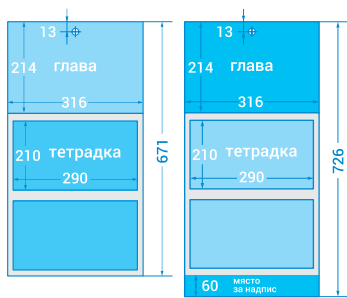 13
214
глава
316
210
тетрадка
290
671
13
214
глава
316
210
тетрадка
290
726
60
място
за надпис